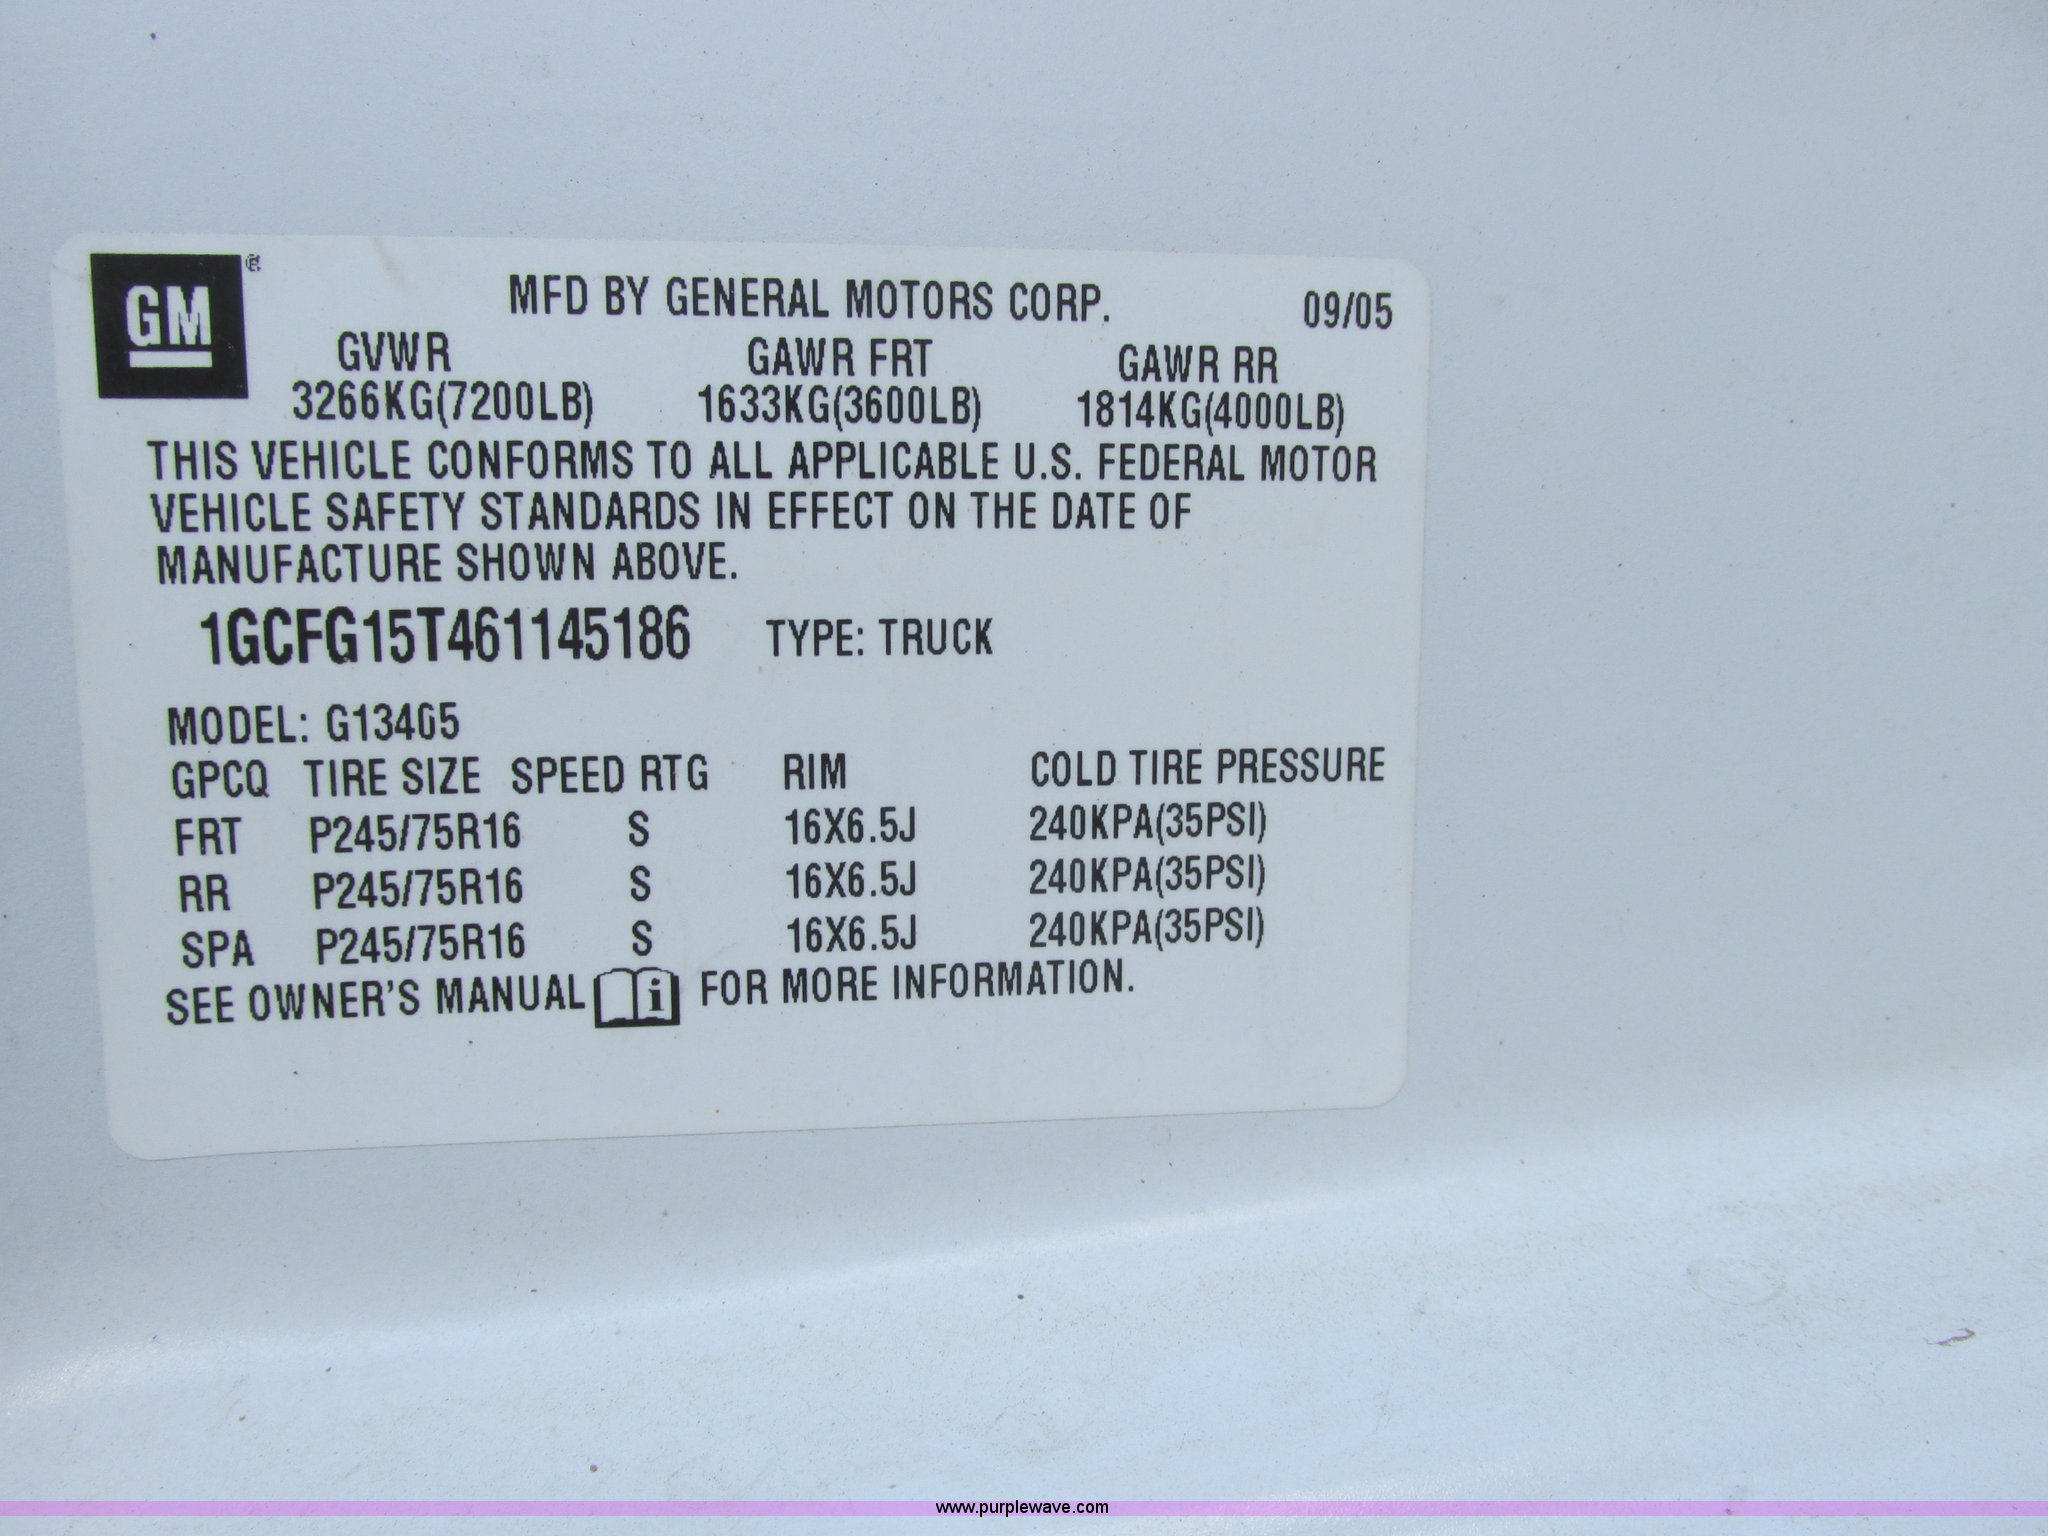 GM ®
MFD BY GENERAL MOTORS CORP. 09/05
GVWR GAWR FRT GAWR RR
3266KG(7200LB) 1633KG(3600LB) 1814KG(4000LB)
THIS VEHICLE CONFORMS TO ALL APPLICABLE U.S. FEDERAL MOTOR
VEHICLE SAFETY STANDARDS IN EFFECT ON THE DATE OF
MANUFACTURE SHOWN ABOVE.
1GCFG15T461145186 TYPE: TRUCK
MODEL: G13405
GPCQ TIRE SIZE SPEED RTG RIM COLD TIRE PRESSURE
FRT P245/75R16 S 16X6.5J 240KPA(35PSI)
RR P245/75R16 S 16X6.5J 240KPA(35PSI)
SPA P245/75R16 S 16X6.5J 240KPA(35PSI)
SEE OWNER'S MANUAL i FOR MORE INFORMATION.
www.purplewave.com